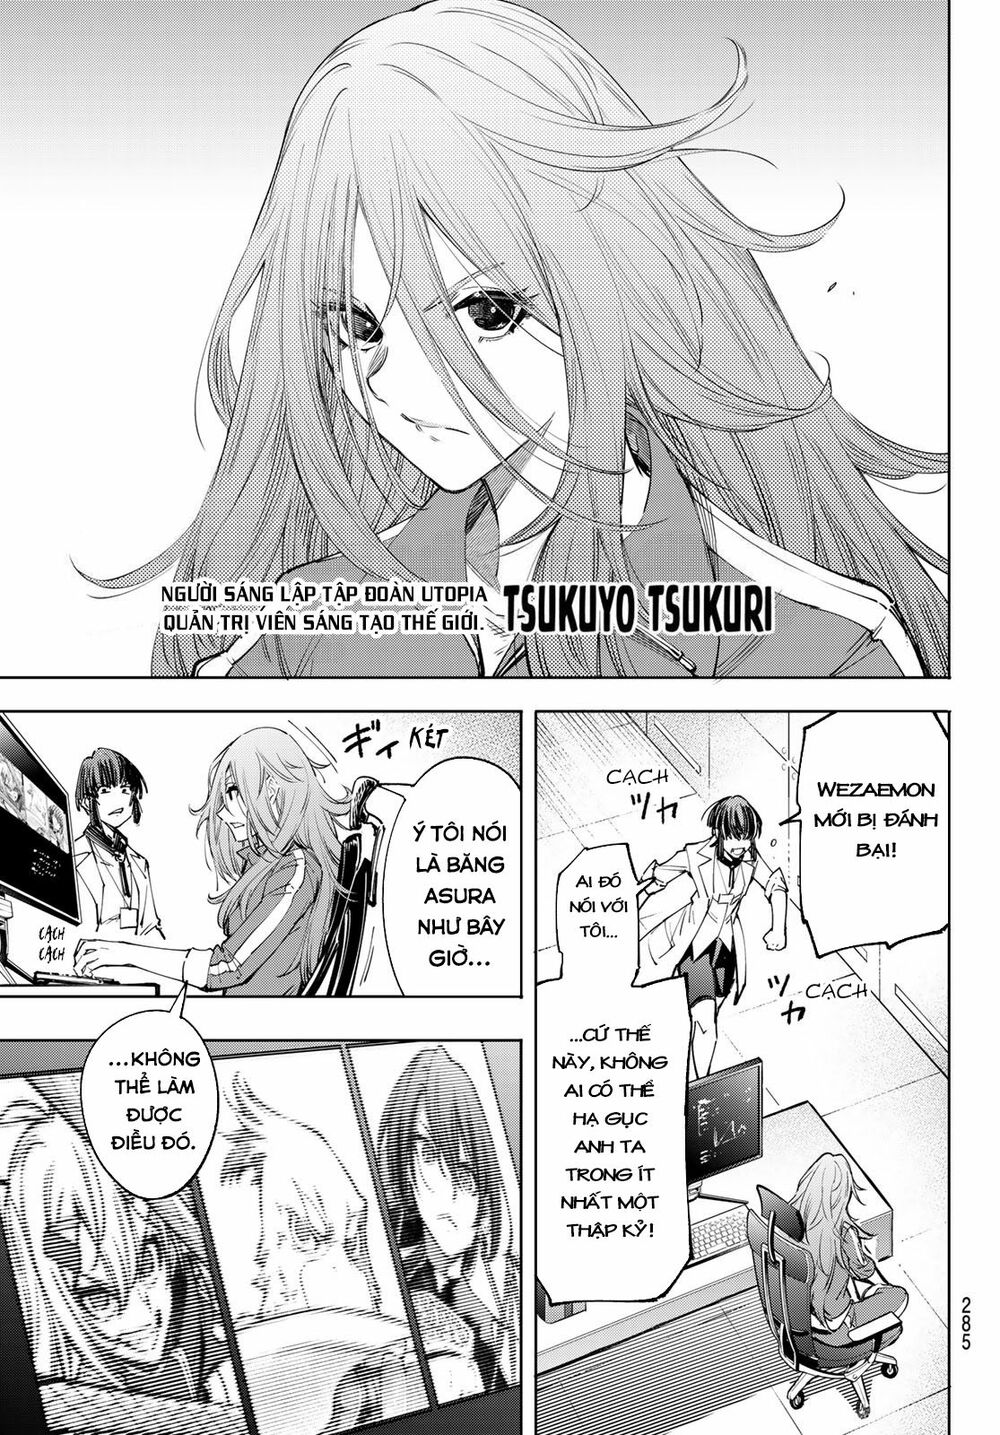 NGƯỜI SÁNG LẬP TẬP ĐOÀN UTOPIA
QUẢN TRỊ VIÊN SÁNG TẠO THẾ GIỚI.
TSUKUYO TSUKURI
WEZAEMON
MỚI BỊ ĐÁNH
BẠI!
CẠCH
ツカ
AI ĐÓ
NÓI VỚI
TÔI...
ツカ
CẠCH
...CỨ THẾ
NÀY, KHÔNG
AI CÓ THỂ
HẠ GỤC
ANH TA
TRONG ÍT
NHẤT MỘT
THẬP KỶ!
ギィ
KÉT
Ý TÔI NÓI
LÀ BĂNG
ASURA
NHƯ BÂY
GIỜ...
CẠCH
CẠCH
...KHÔNG
THỂ LÀM
ĐƯỢC
ĐIỀU ĐÓ.
285